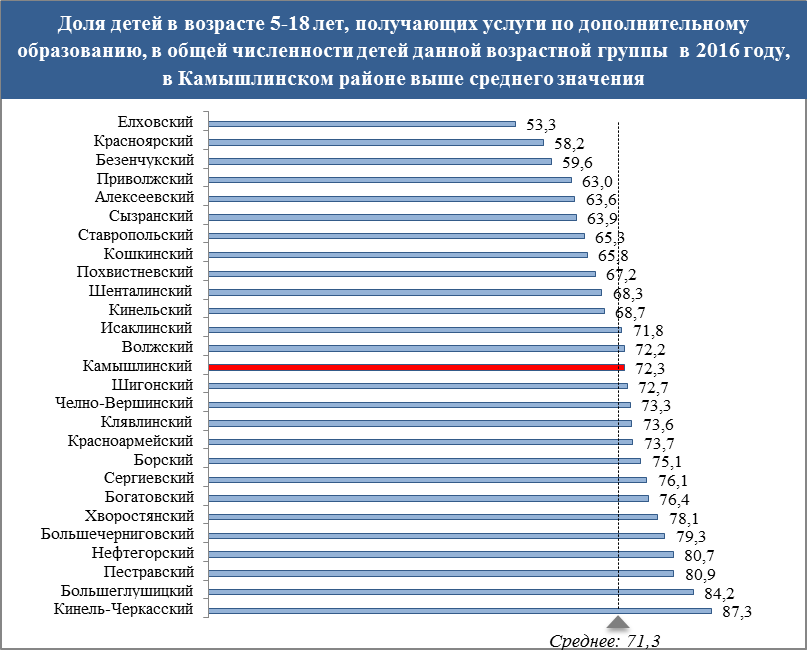 Доля детей в возрасте 5-18 лет, получающих услуги по дополнительному
образованию, в общей численности детей данной возрастной группы в 2016 году,
в Камышлинском районе выше среднего значения
Елховский 53,3
Красноярский 58,2
Безенчукский 59,6
Приволжский 63,0
Алексеевский 63,6
Сызранский 63,9
Ставропольский 65,3
Кошкинский 65,8
Похвистневский 67,2
Шенталинский 68,3
Кинельский 68,7
Исаклинский 71,8
Волжский 72,2
Камышлинский 72,3
Шигонский 72,7
Челно-Вершинский 73,3
Клявлинский 73,6
Красноармейский 73,7
Борский 75,1
Сергиевский 76,1
Богатовский 76,4
Хворостянский 78,1
Большечерниговский 79,3
Нефтегорский 80,7
Пестравский 80,9
Большеглушицкий 84,2
Кинель-Черкасский 87,3
Среднее: 71,3